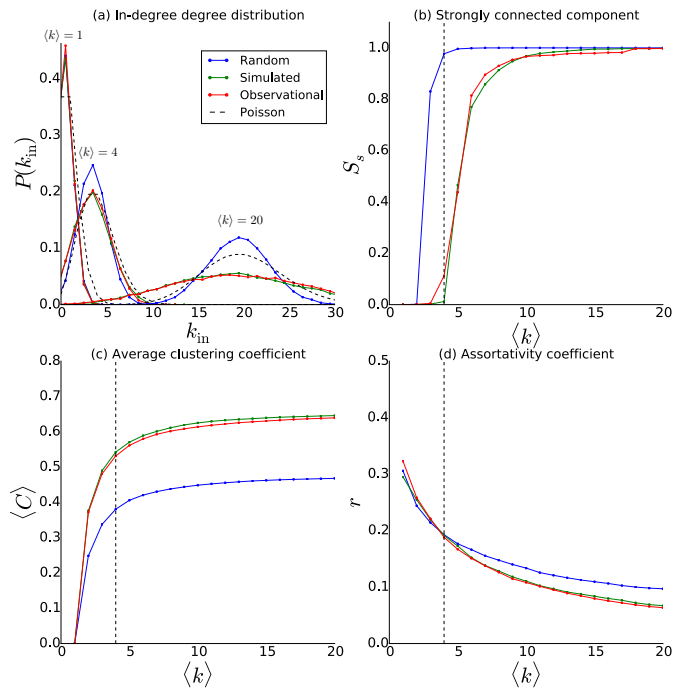 (a) In-degree degree distribution
⟨k⟩ = 1
⟨k⟩ = 4
⟨k⟩ = 20
Random
Simulated
Observational
Poisson
P(k_in)
0.4
0.3
0.2
0.1
0.0
0 5 10 15 20 25 30
k_in
(b) Strongly connected component
S_s
1.0
0.8
0.6
0.4
0.2
0.0
0 5 10 15 20
⟨k⟩
(c) Average clustering coefficient
⟨C⟩
0.8
0.7
0.6
0.5
0.4
0.3
0.2
0.1
0.0
0 5 10 15 20
⟨k⟩
(d) Assortativity coefficient
r
0.5
0.4
0.3
0.2
0.1
0.0
0 5 10 15 20
⟨k⟩